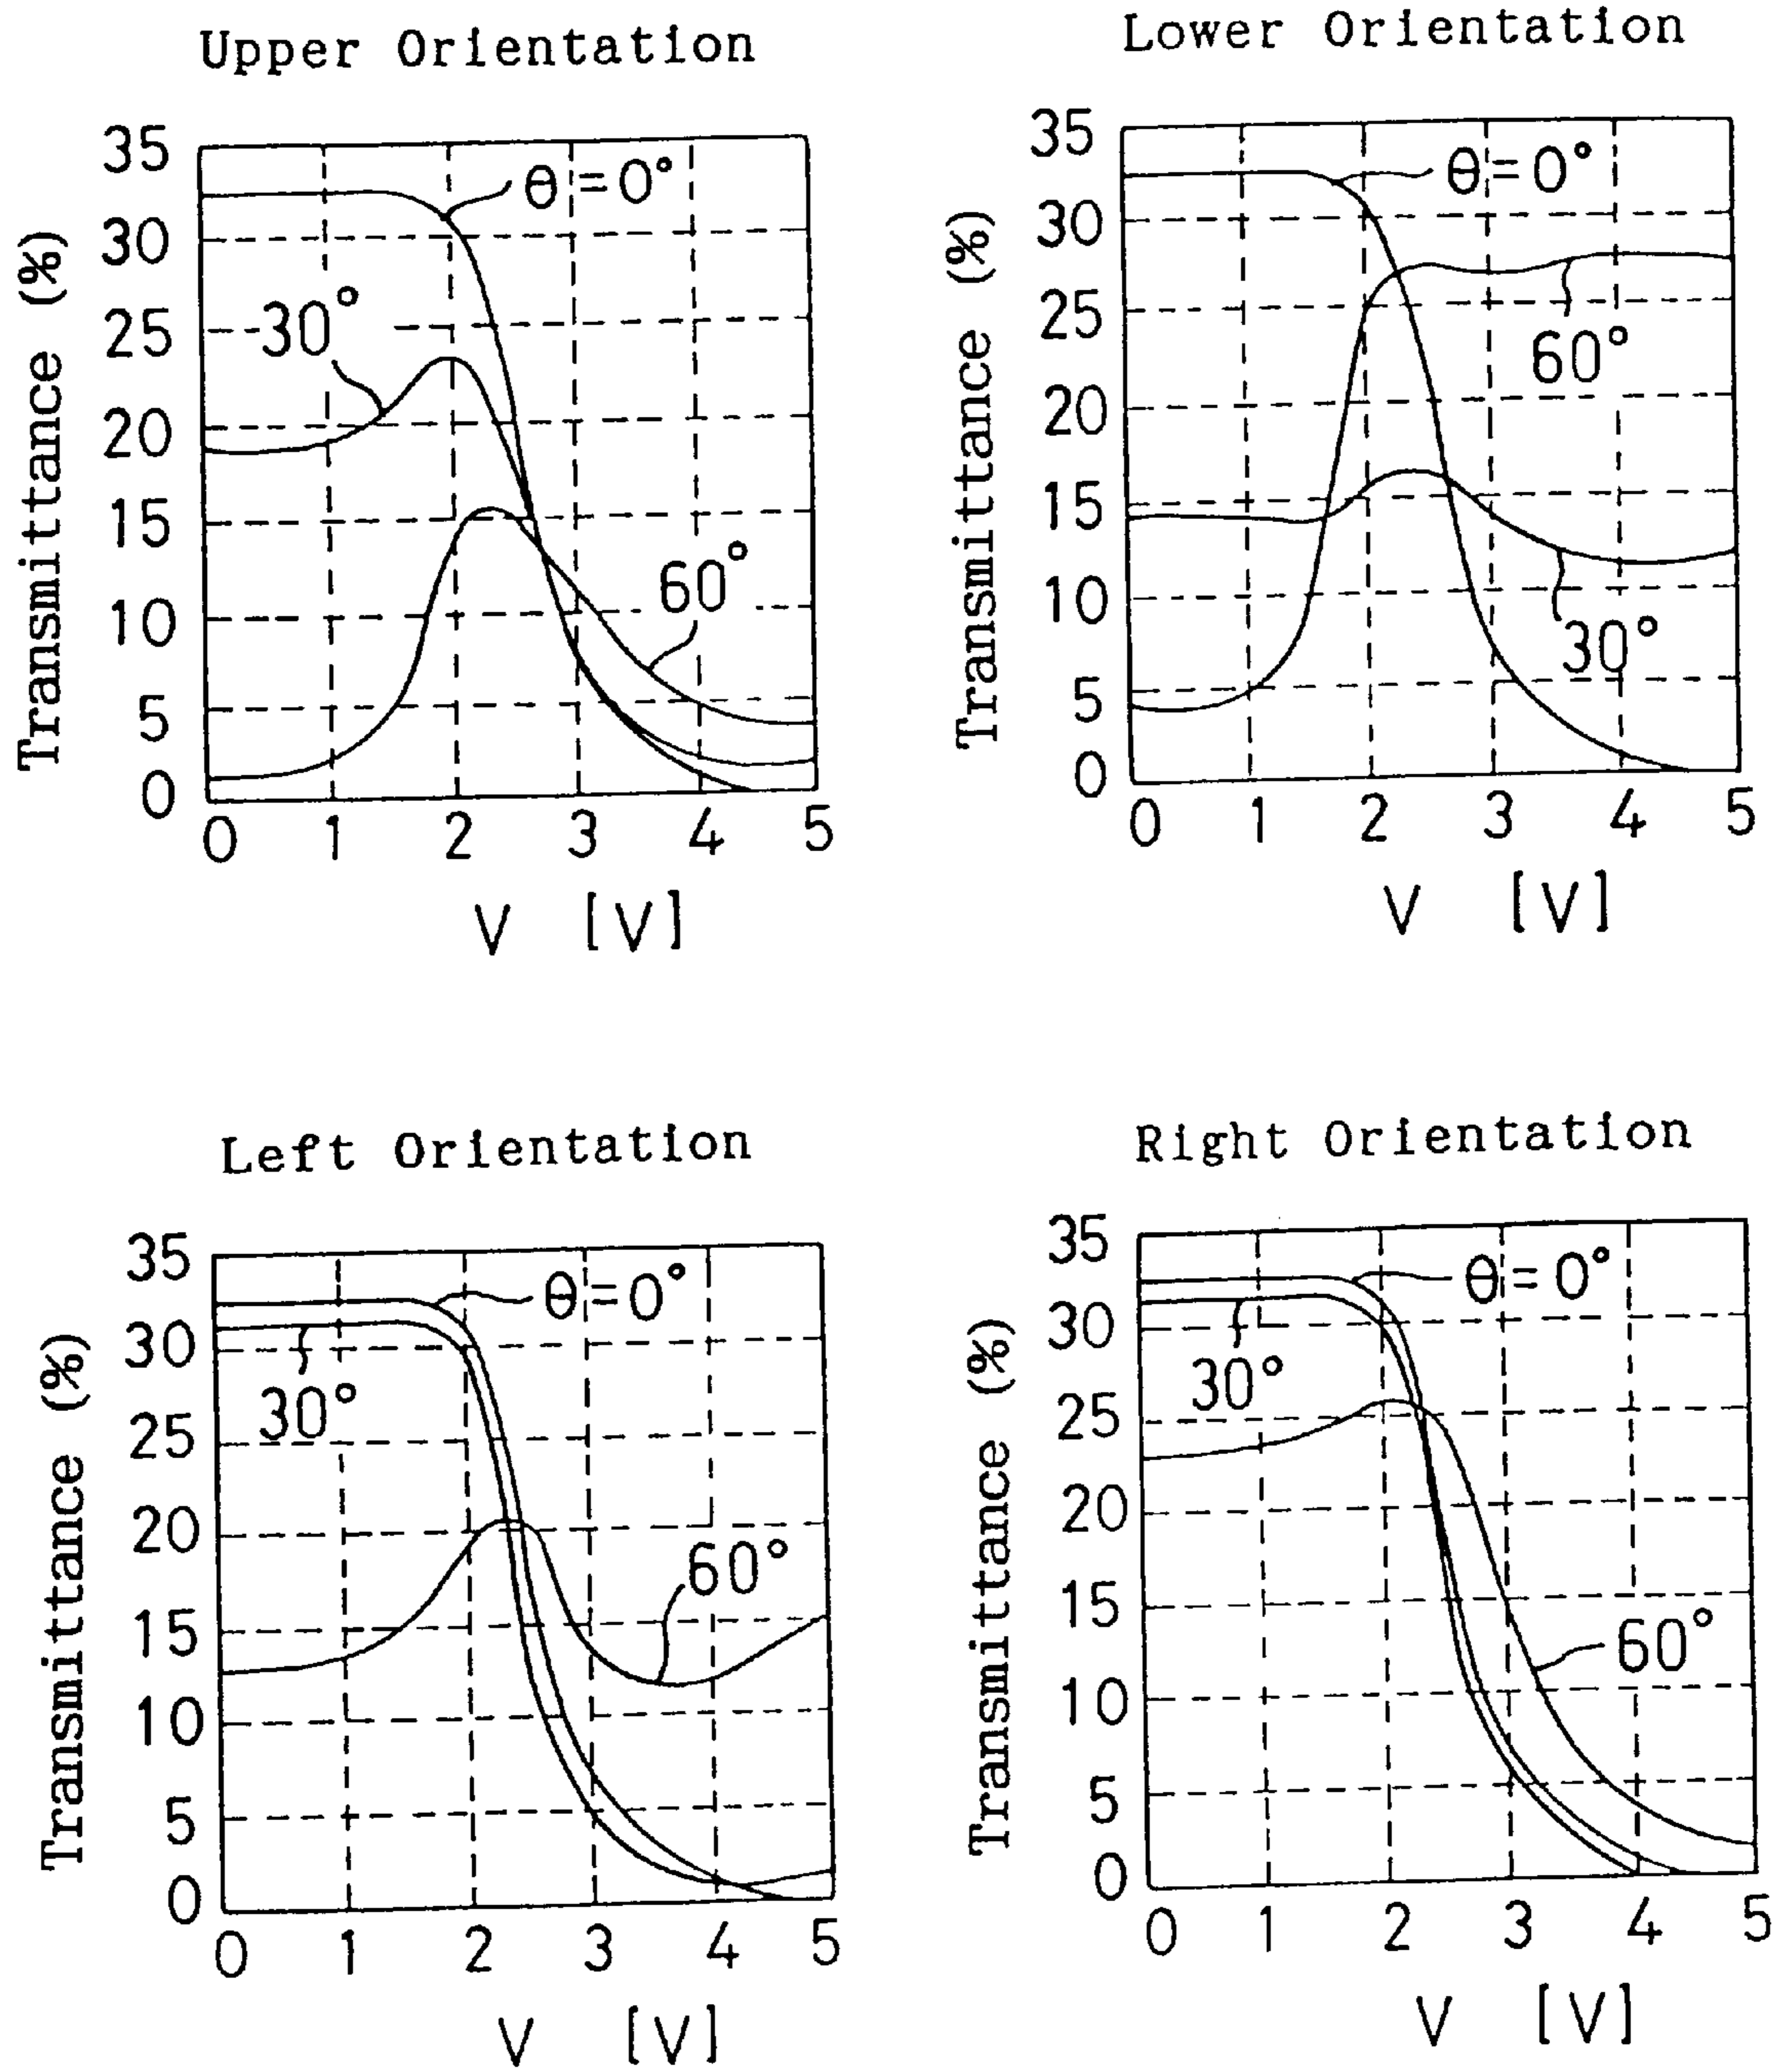 Upper Orientation
Transmittance (%)
35
30
25
20
15
10
5
0
θ=0°
30°
60°
0 1 2 3 4 5
V [V]
Lower Orientation
Transmittance (%)
35
30
25
20
15
10
5
0
θ=0°
60°
30°
0 1 2 3 4 5
V [V]
Left Orientation
Transmittance (%)
35
30
25
20
15
10
5
0
θ=0°
30°
60°
0 1 2 3 4 5
V [V]
Right Orientation
Transmittance (%)
35
30
25
20
15
10
5
0
θ=0°
30°
60°
0 1 2 3 4 5
V [V]